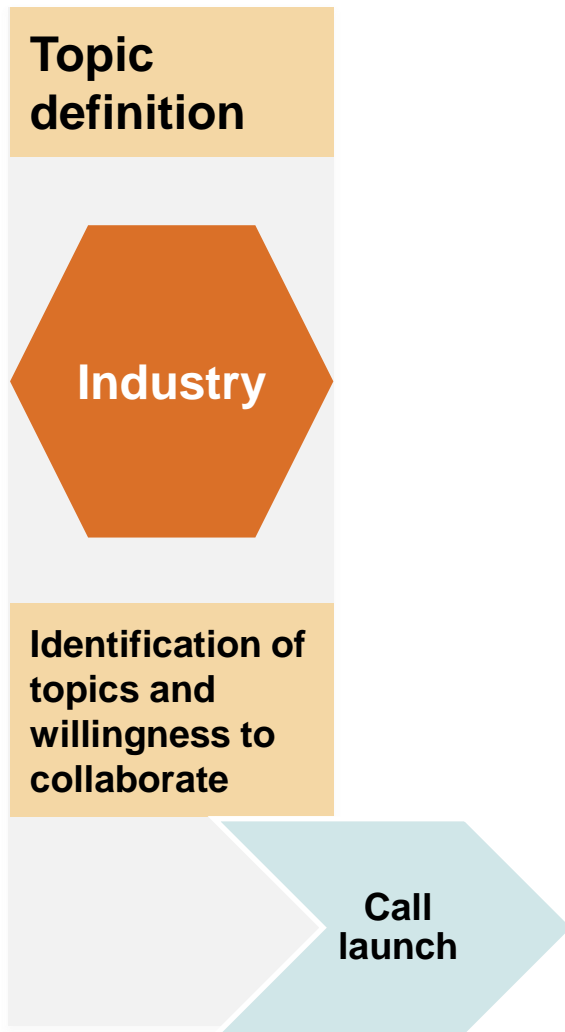 Topic
definition
Industry
Identification of
topics and
willingness to
collaborate
Call
launch